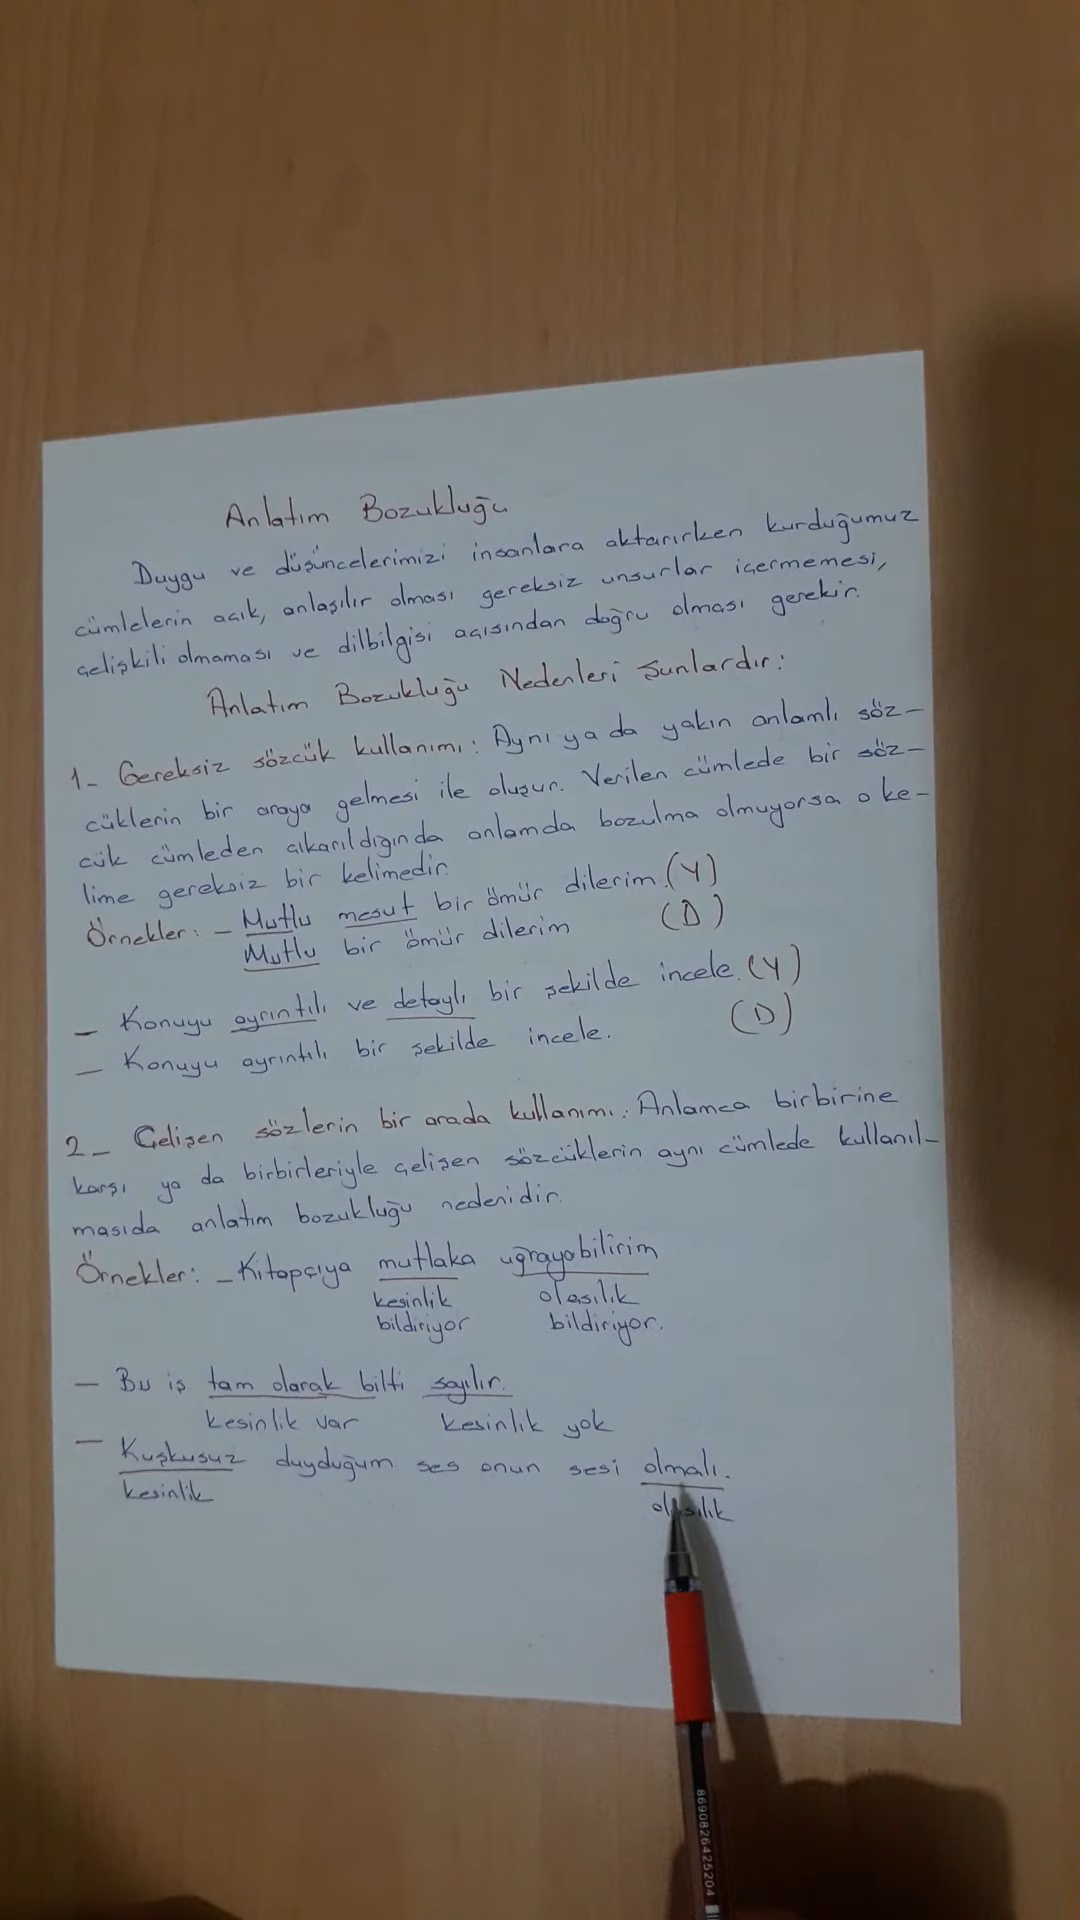 Anlatım Bozukluğu
Duygu ve düşüncelerimizi insanlara aktarırken kurduğumuz
cümlelerin açık, anlaşılır olması gereksiz unsurlar içermemesi,
çelişkili olmaması ve dilbilgisi açısından doğru olması gerekir.
Anlatım Bozukluğu Nedenleri Şunlardır:
1- Gereksiz sözcük kullanımı: Aynı ya da yakın anlamlı söz-
cüklerin bir araya gelmesi ile oluşur. Verilen cümlede bir söz-
cük cümleden çıkarıldığında anlamda bozulma olmuyorsa o ke-
lime gereksiz bir kelimedir.
Örnekler: - Mutlu mesut bir ömür dilerim. (Y)
Mutlu bir ömür dilerim (D)
- Konuyu ayrıntılı ve detaylı bir şekilde incele. (Y)
- Konuyu ayrıntılı bir şekilde incele. (D)
2- Çelişen sözlerin bir arada kullanımı: Anlamca birbirine
karşı ya da birbirleriyle çelişen sözcüklerin aynı cümlede kullanıl-
masıda anlatım bozukluğu nedenidir.
Örnekler: - Kitapçıya mutlaka uğrayabilirim
kesinlik olasılık
bildiriyor bildiriyor.
- Bu iş tam olarak bitti sayılır.
kesinlik var kesinlik yok
- Kuşkusuz duyduğum ses onun sesi olmalı.
kesinlik olasılık
8690826425204